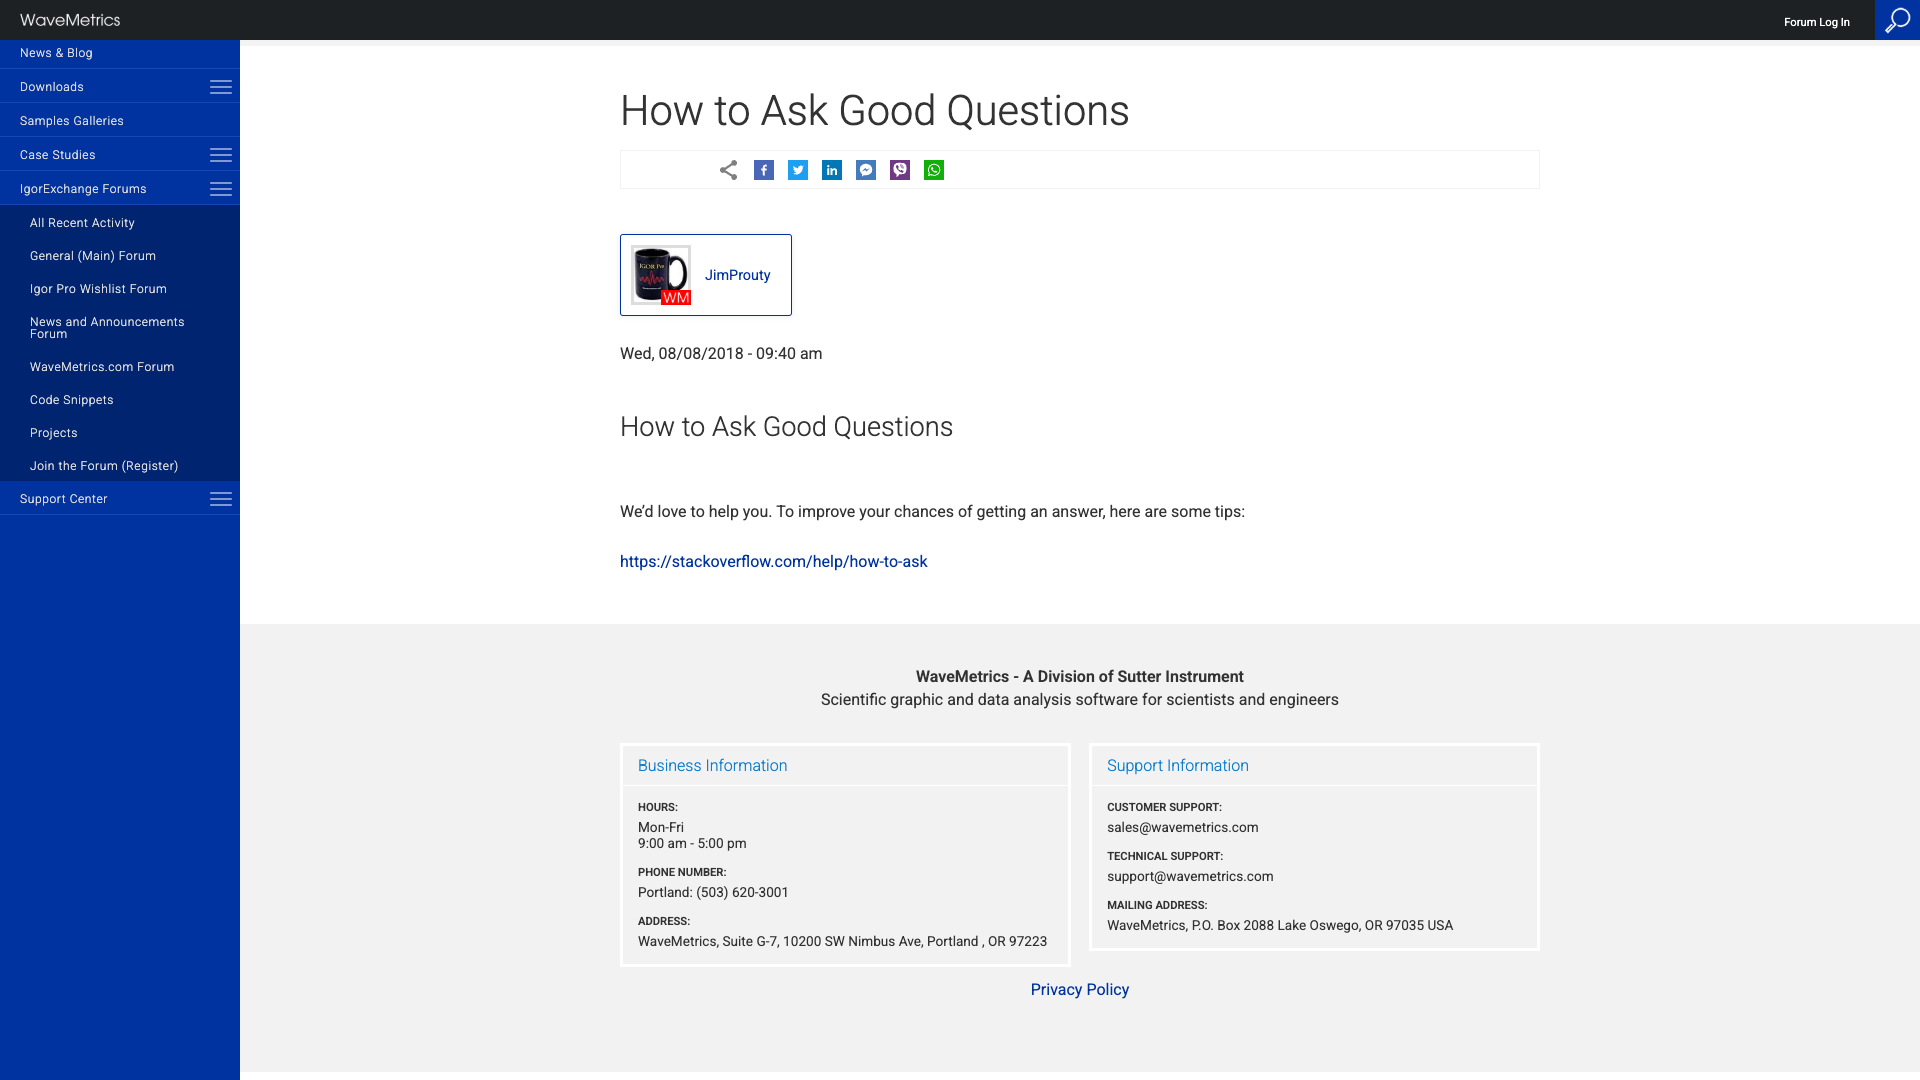 WaveMetrics
Forum Log In
News & Blog
Downloads
Samples Galleries
Case Studies
IgorExchange Forums
All Recent Activity
General (Main) Forum
Igor Pro Wishlist Forum
News and Announcements
Forum
WaveMetrics.com Forum
Code Snippets
Projects
Join the Forum (Register)
Support Center
How to Ask Good Questions
IGOR Pro
WM
JimProuty
Wed, 08/08/2018 - 09:40 am
How to Ask Good Questions
We’d love to help you. To improve your chances of getting an answer, here are some tips:
https://stackoverflow.com/help/how-to-ask
WaveMetrics - A Division of Sutter Instrument
Scientific graphic and data analysis software for scientists and engineers
Business Information
HOURS:
Mon-Fri
9:00 am - 5:00 pm
PHONE NUMBER:
Portland: (503) 620-3001
ADDRESS:
WaveMetrics, Suite G-7, 10200 SW Nimbus Ave, Portland , OR 97223
Support Information
CUSTOMER SUPPORT:
sales@wavemetrics.com
TECHNICAL SUPPORT:
support@wavemetrics.com
MAILING ADDRESS:
WaveMetrics, P.O. Box 2088 Lake Oswego, OR 97035 USA
Privacy Policy